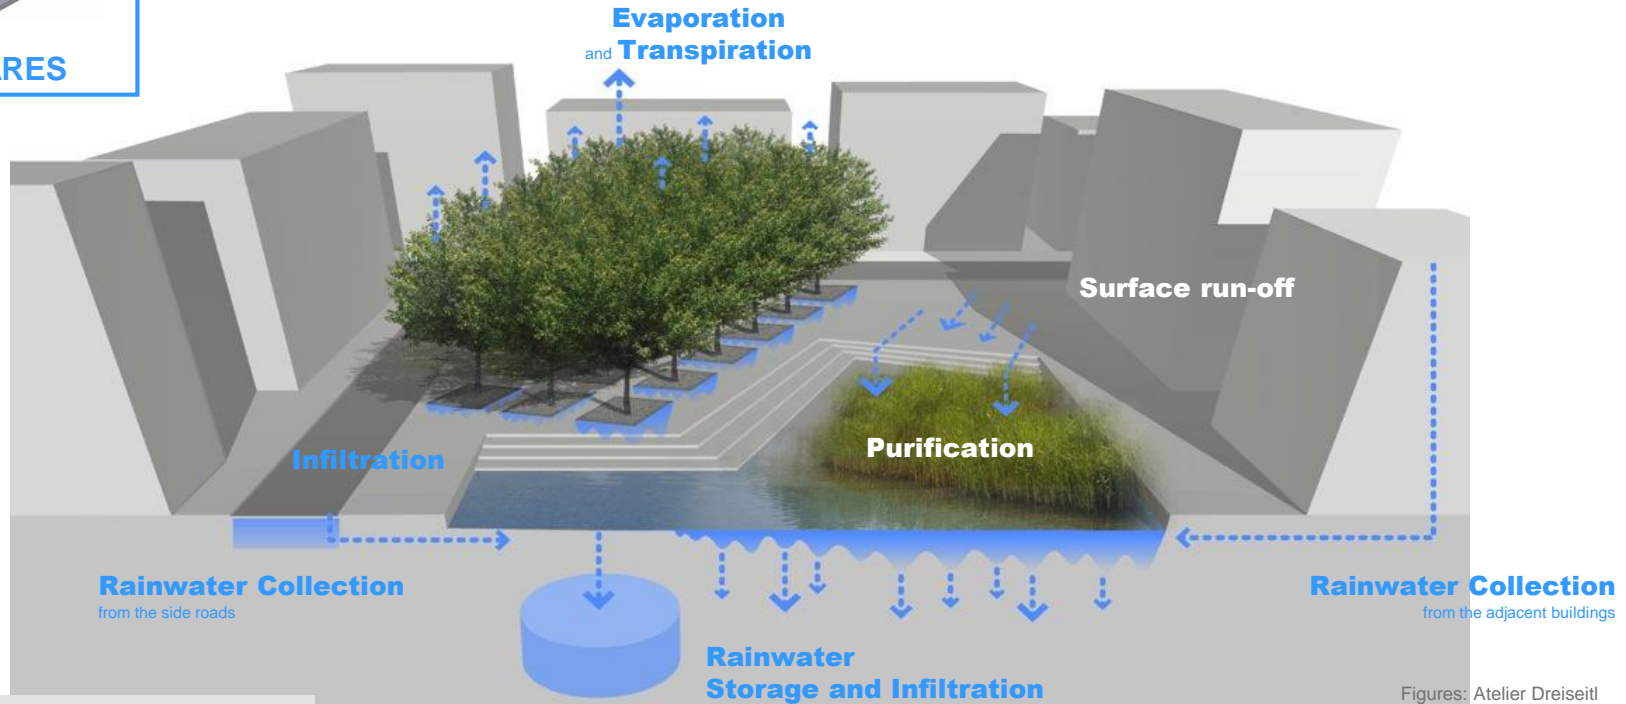 Evaporation
and Transpiration
ARES
Surface run-off
Purification
Infiltration
Rainwater Collection
from the side roads
Rainwater Collection
from the adjacent buildings
Rainwater
Storage and Infiltration
Figures: Atelier Dreiseitl